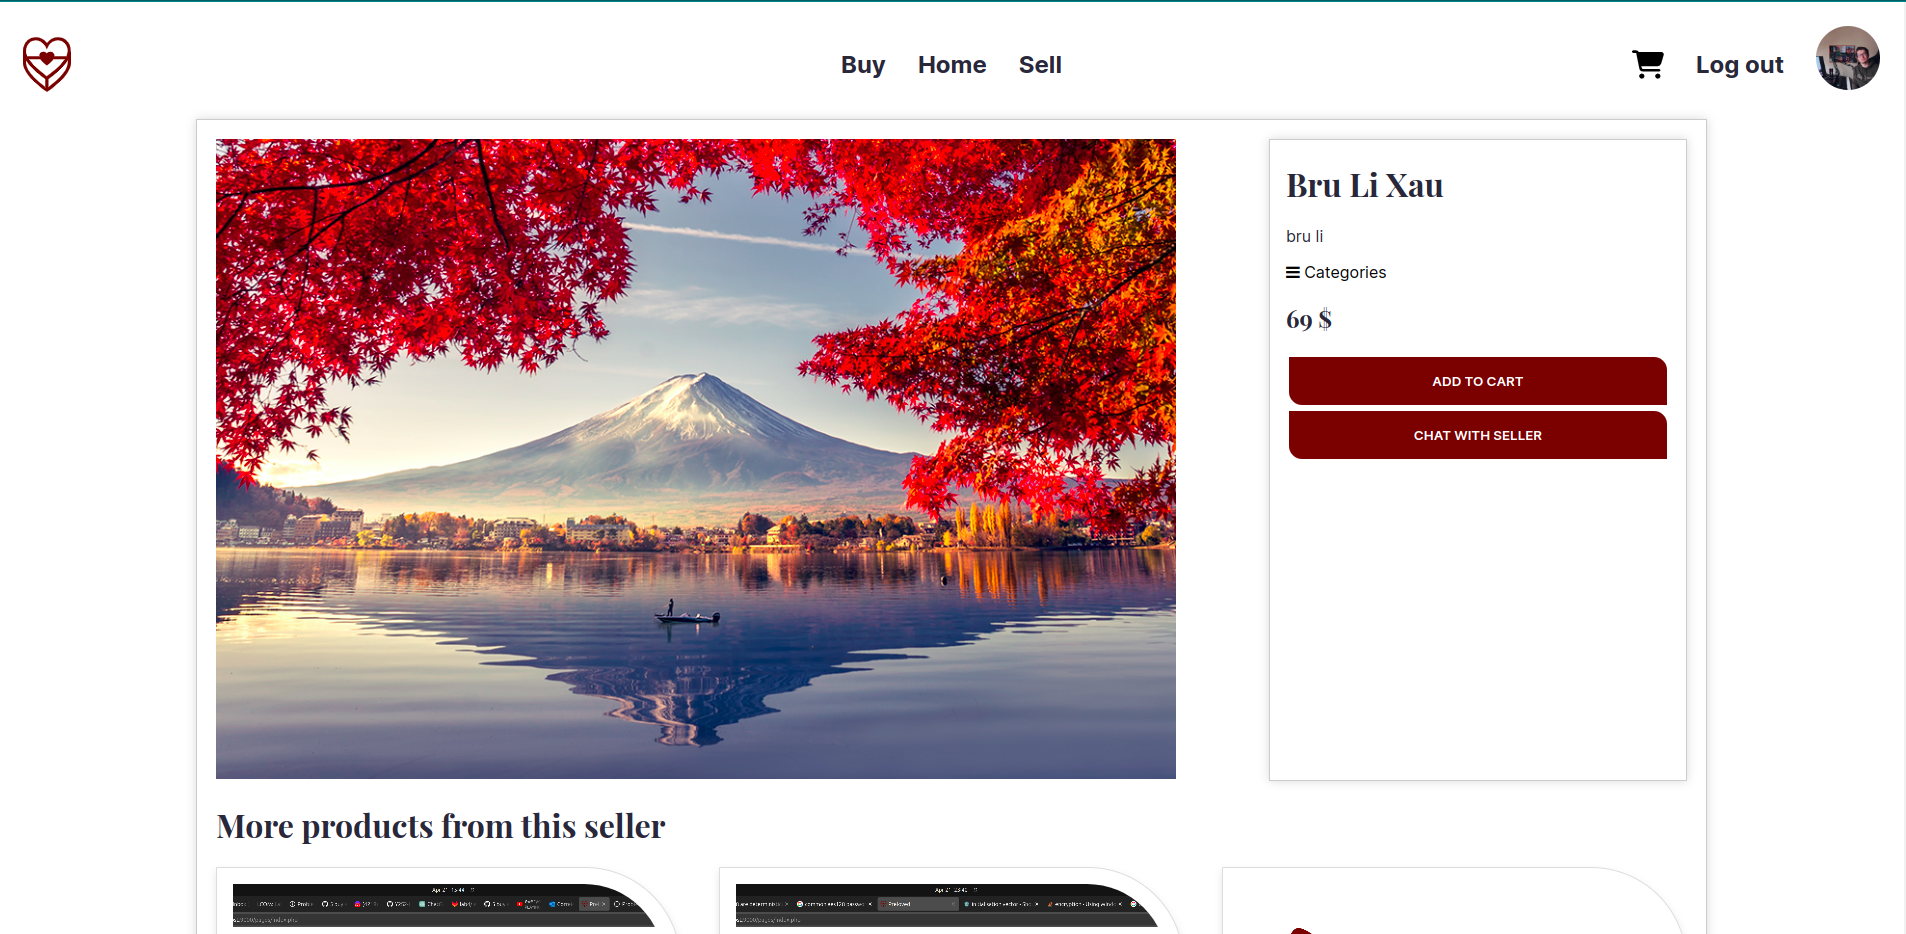 Buy Home Sell
Log out
Bru Li Xau
bru li
Categories
69 $
ADD TO CART
CHAT WITH SELLER
More products from this seller